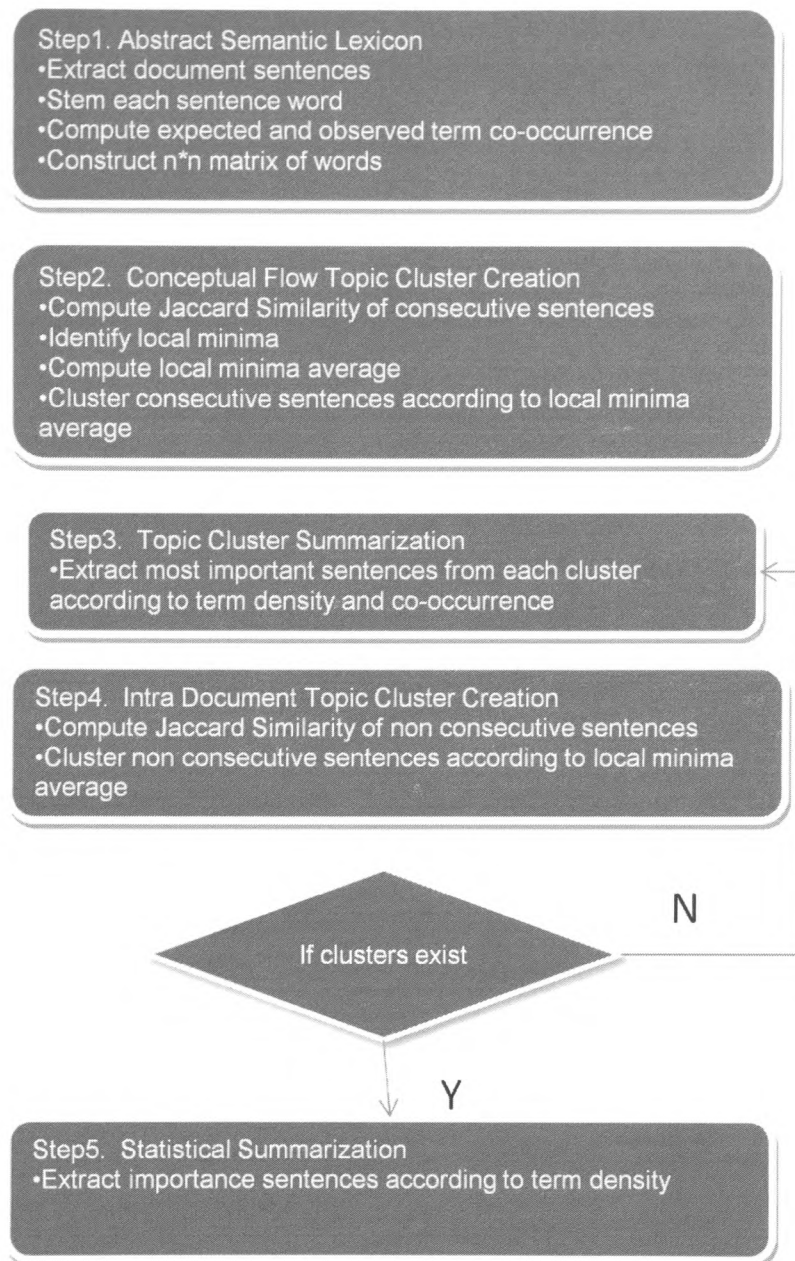 Step1. Abstract Semantic Lexicon
•Extract document sentences
•Stem each sentence word
•Compute expected and observed term co-occurrence
•Construct n*n matrix of words
Step2. Conceptual Flow Topic Cluster Creation
•Compute Jaccard Similarity of consecutive sentences
•Identify local minima
•Compute local minima average
•Cluster consecutive sentences according to local minima
average
Step3. Topic Cluster Summarization
•Extract most important sentences from each cluster
according to term density and co-occurrence
Step4. Intra Document Topic Cluster Creation
•Compute Jaccard Similarity of non consecutive sentences
•Cluster non consecutive sentences according to local minima
average
N
If clusters exist
Y
Step5. Statistical Summarization
•Extract importance sentences according to term density